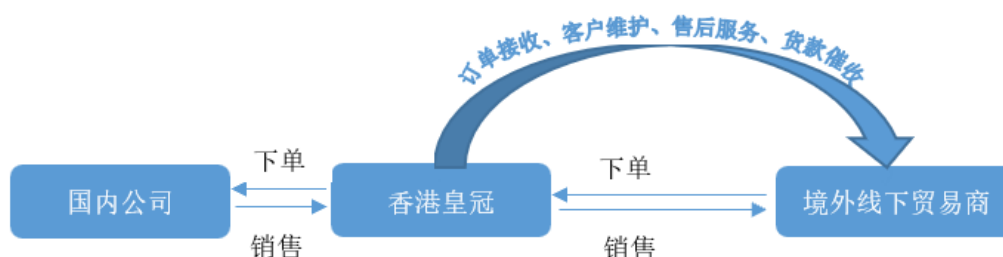 订单接收、客户维护、售后服务、货款催收
下单
下单
国内公司
香港皇冠
境外线下贸易商
销售
销售